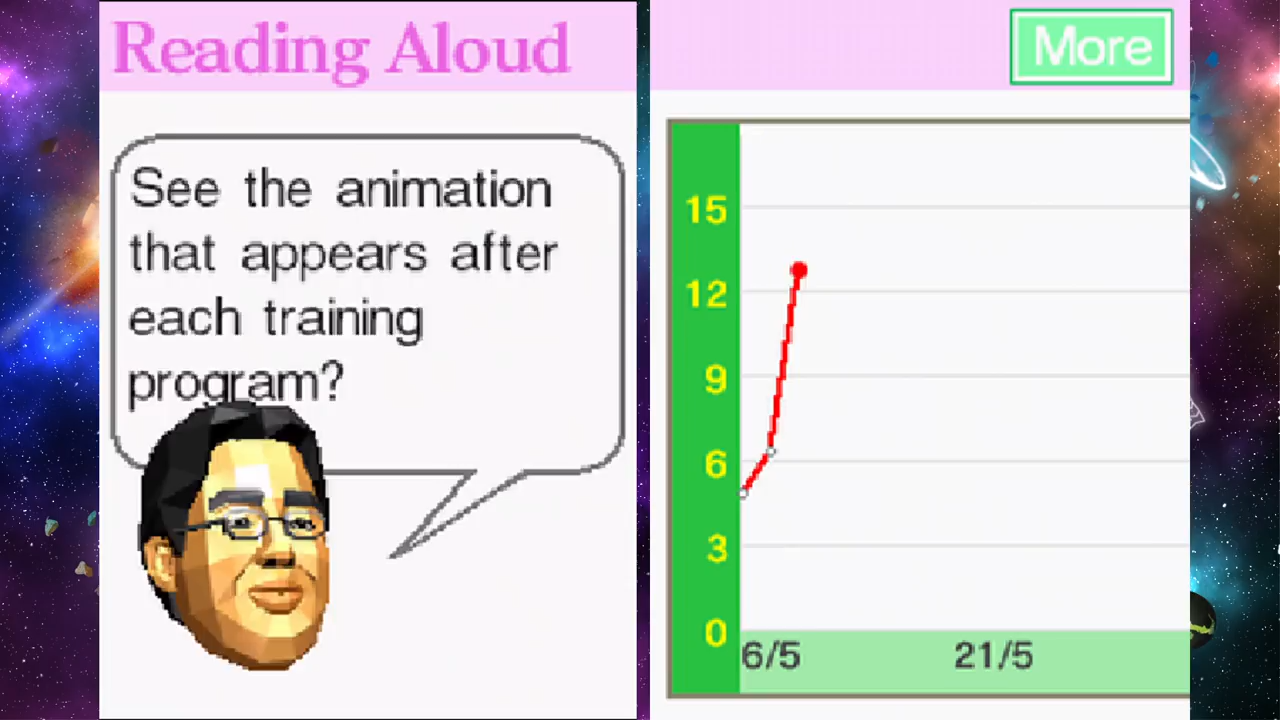 Reading Aloud
See the animation
that appears after
each training
program?
More
15
12
9
6
3
0
6/5 21/5